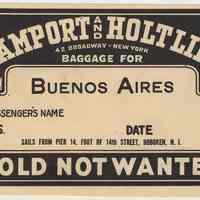 AMPORT AND HOLT LI
42 BROADWAY - NEW YORK
BAGGAGE FOR
BUENOS AIRES
SSENGER'S NAME
S. DATE
SAILS FROM PIER 14, FOOT OF 14TH STREET, HOBOKEN, N. J.
OLD NOT WANTE